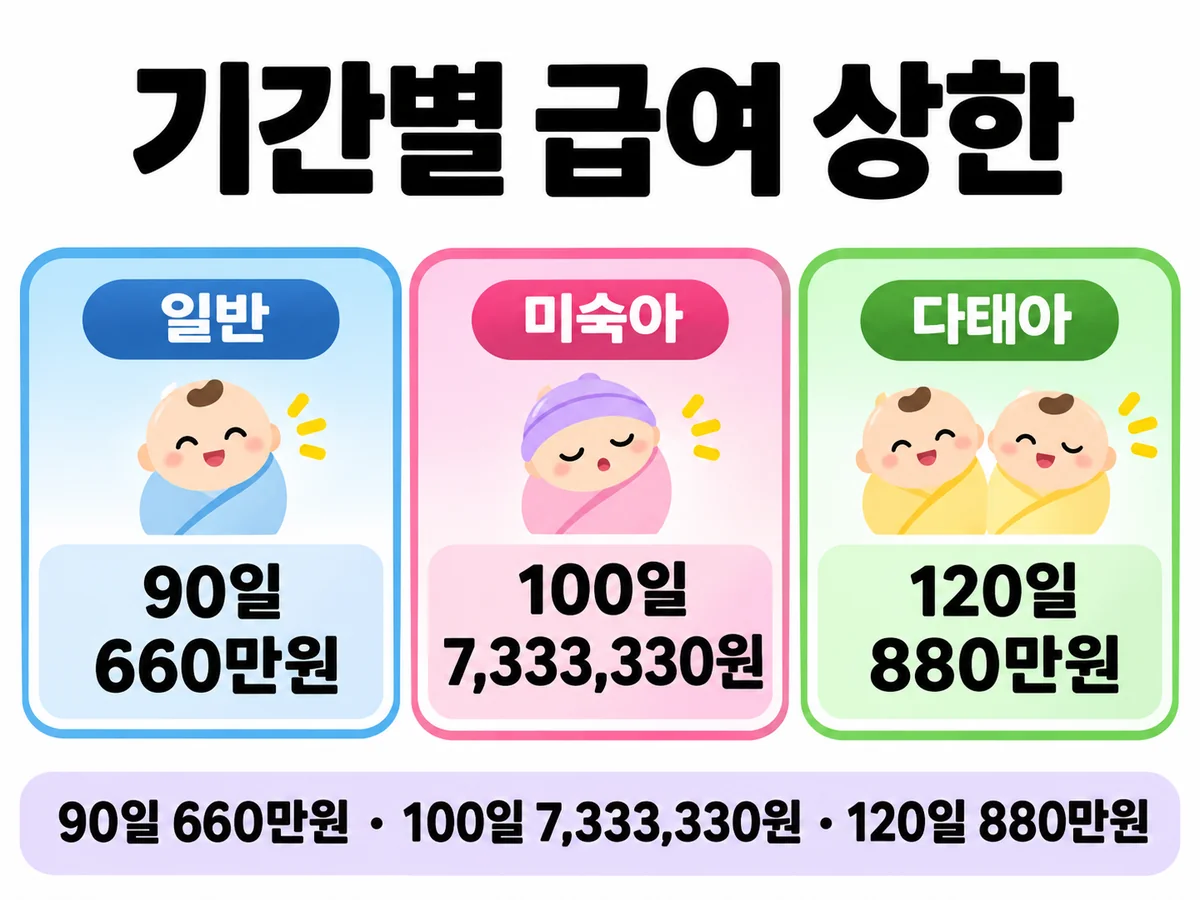 기간별 급여 상한
일반
90일
660만원
미숙아
100일
7,333,330원
다태아
120일
880만원
90일 660만원 • 100일 7,333,330원 • 120일 880만원